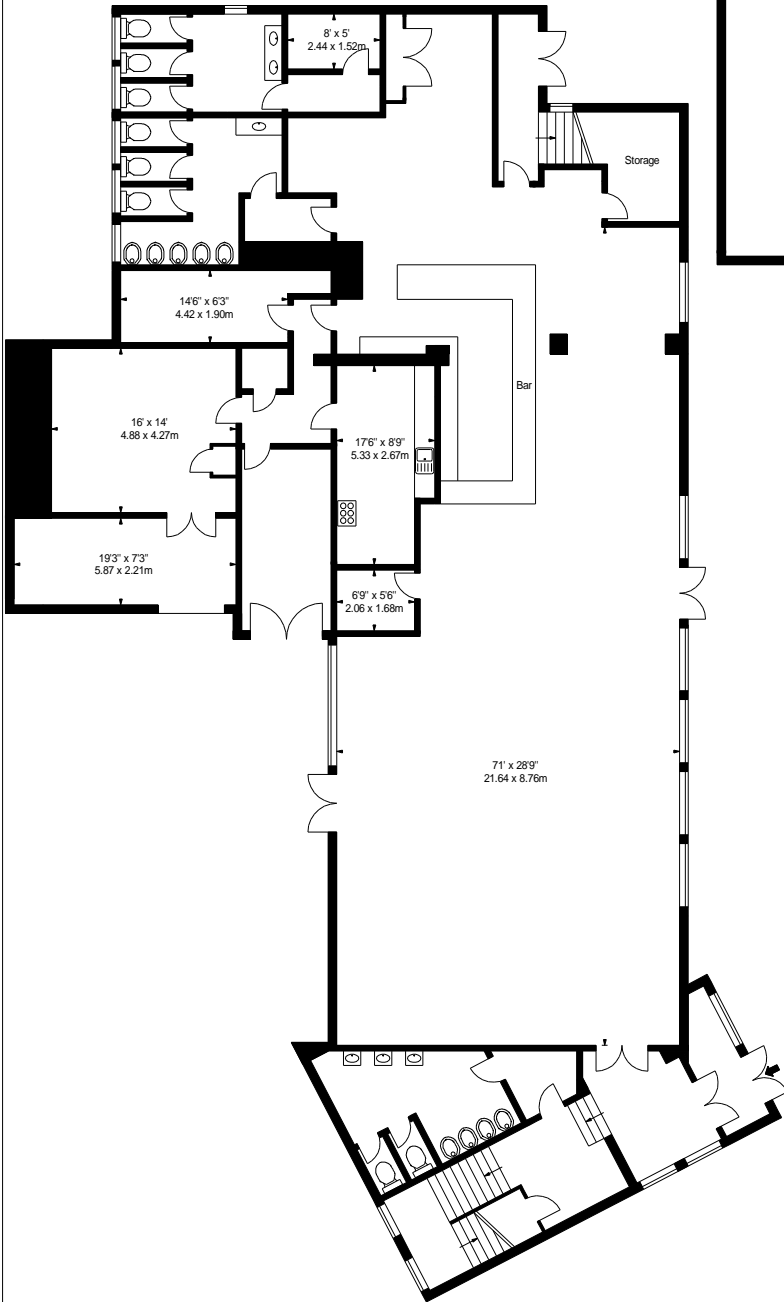 8' x 5'
2.44 x 1.52m
Storage
14'6" x 6'3"
4.42 x 1.90m
Bar
16' x 14'
4.88 x 4.27m
17'6" x 8'9"
5.33 x 2.67m
19'3" x 7'3"
5.87 x 2.21m
6'9" x 5'6"
2.06 x 1.68m
71' x 28'9"
21.64 x 8.76m